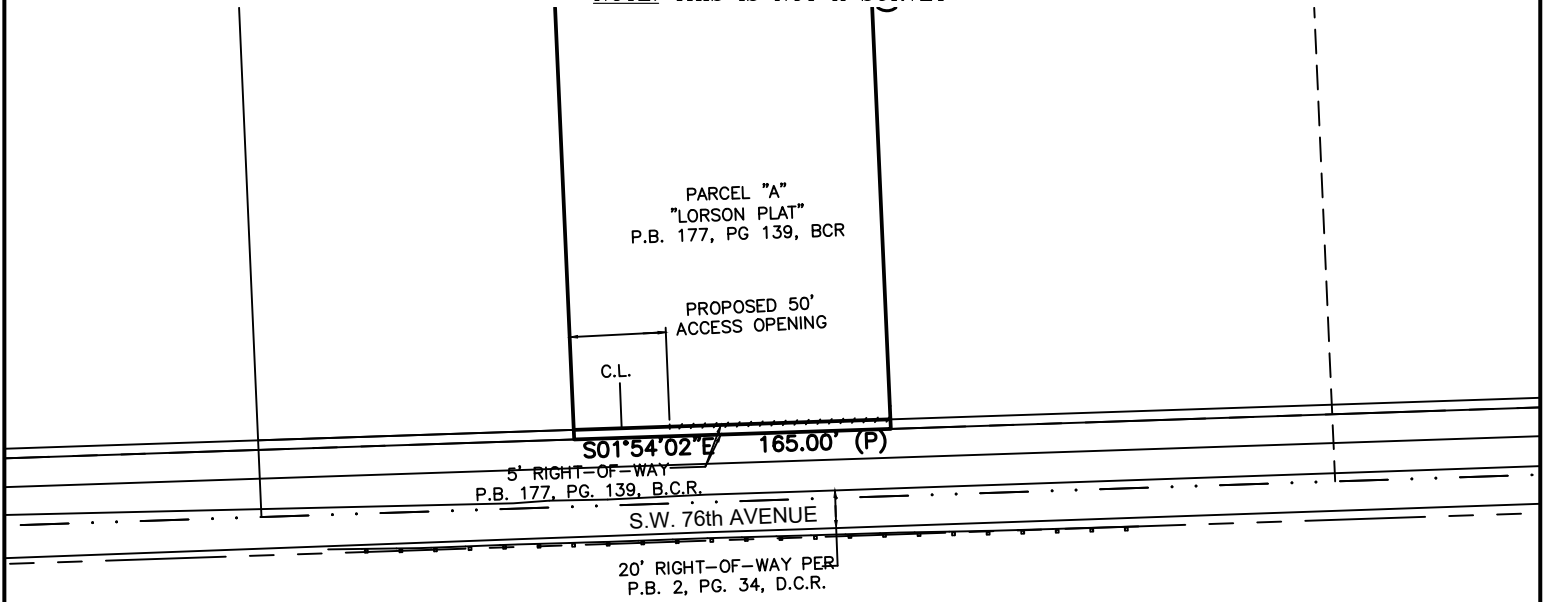 PARCEL "A"
"LORSON PLAT"
P.B. 177, PG 139, BCR
PROPOSED 50'
ACCESS OPENING
C.L.
S01°54'02"E 165.00' (P)
5' RIGHT-OF-WAY
P.B. 177, PG. 139, B.C.R.
S.W. 76th AVENUE
20' RIGHT-OF-WAY PER
P.B. 2, PG. 34, D.C.R.